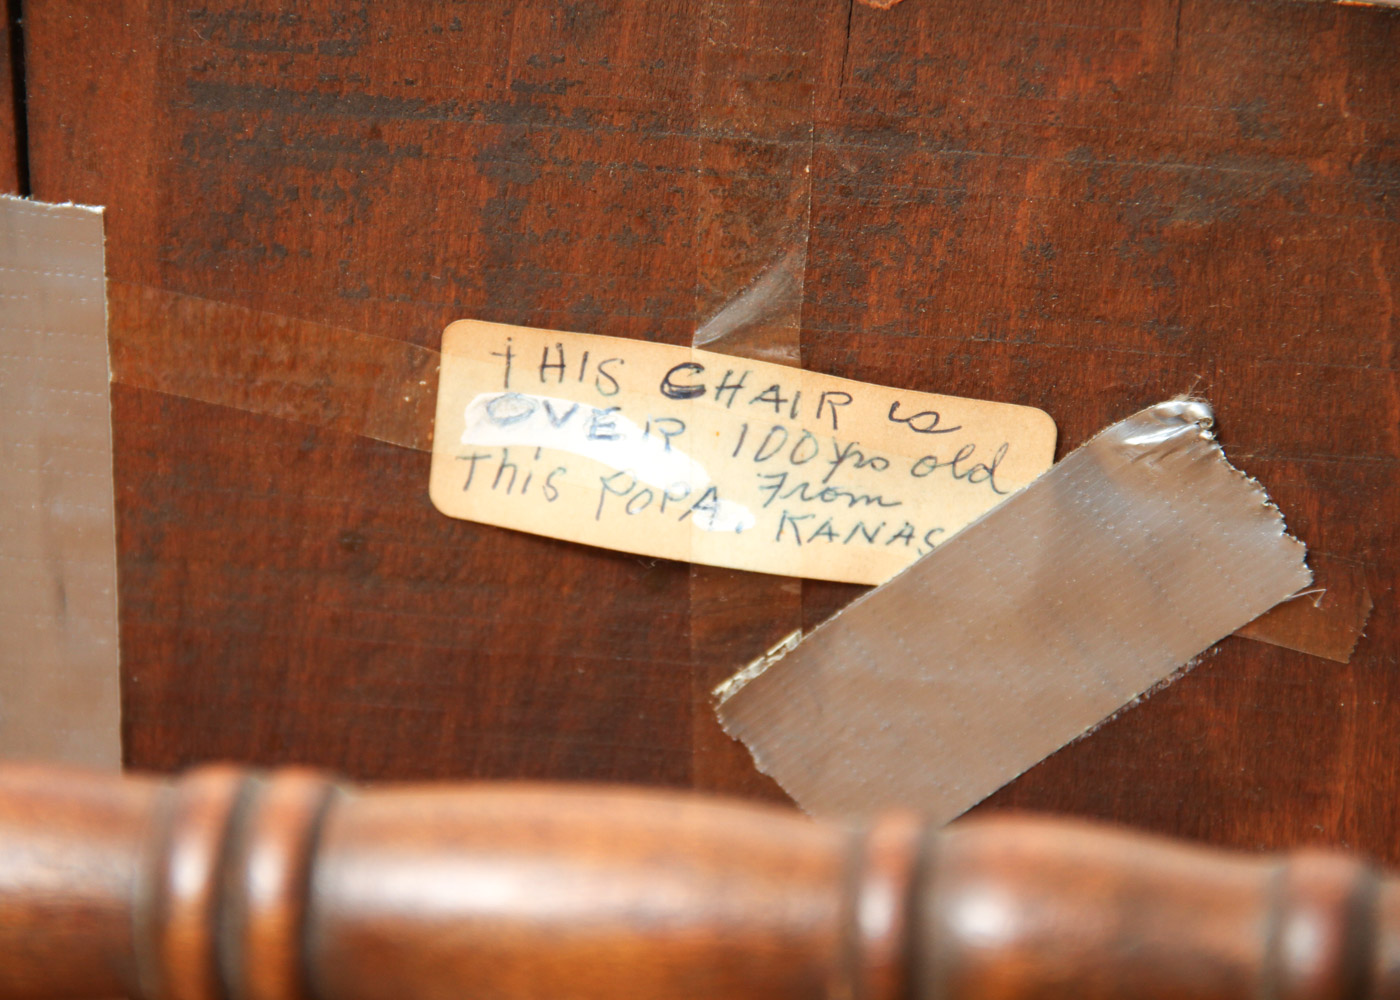 THIS CHAIR is
OVER 100 yrs old
This POPA. From
KANAS